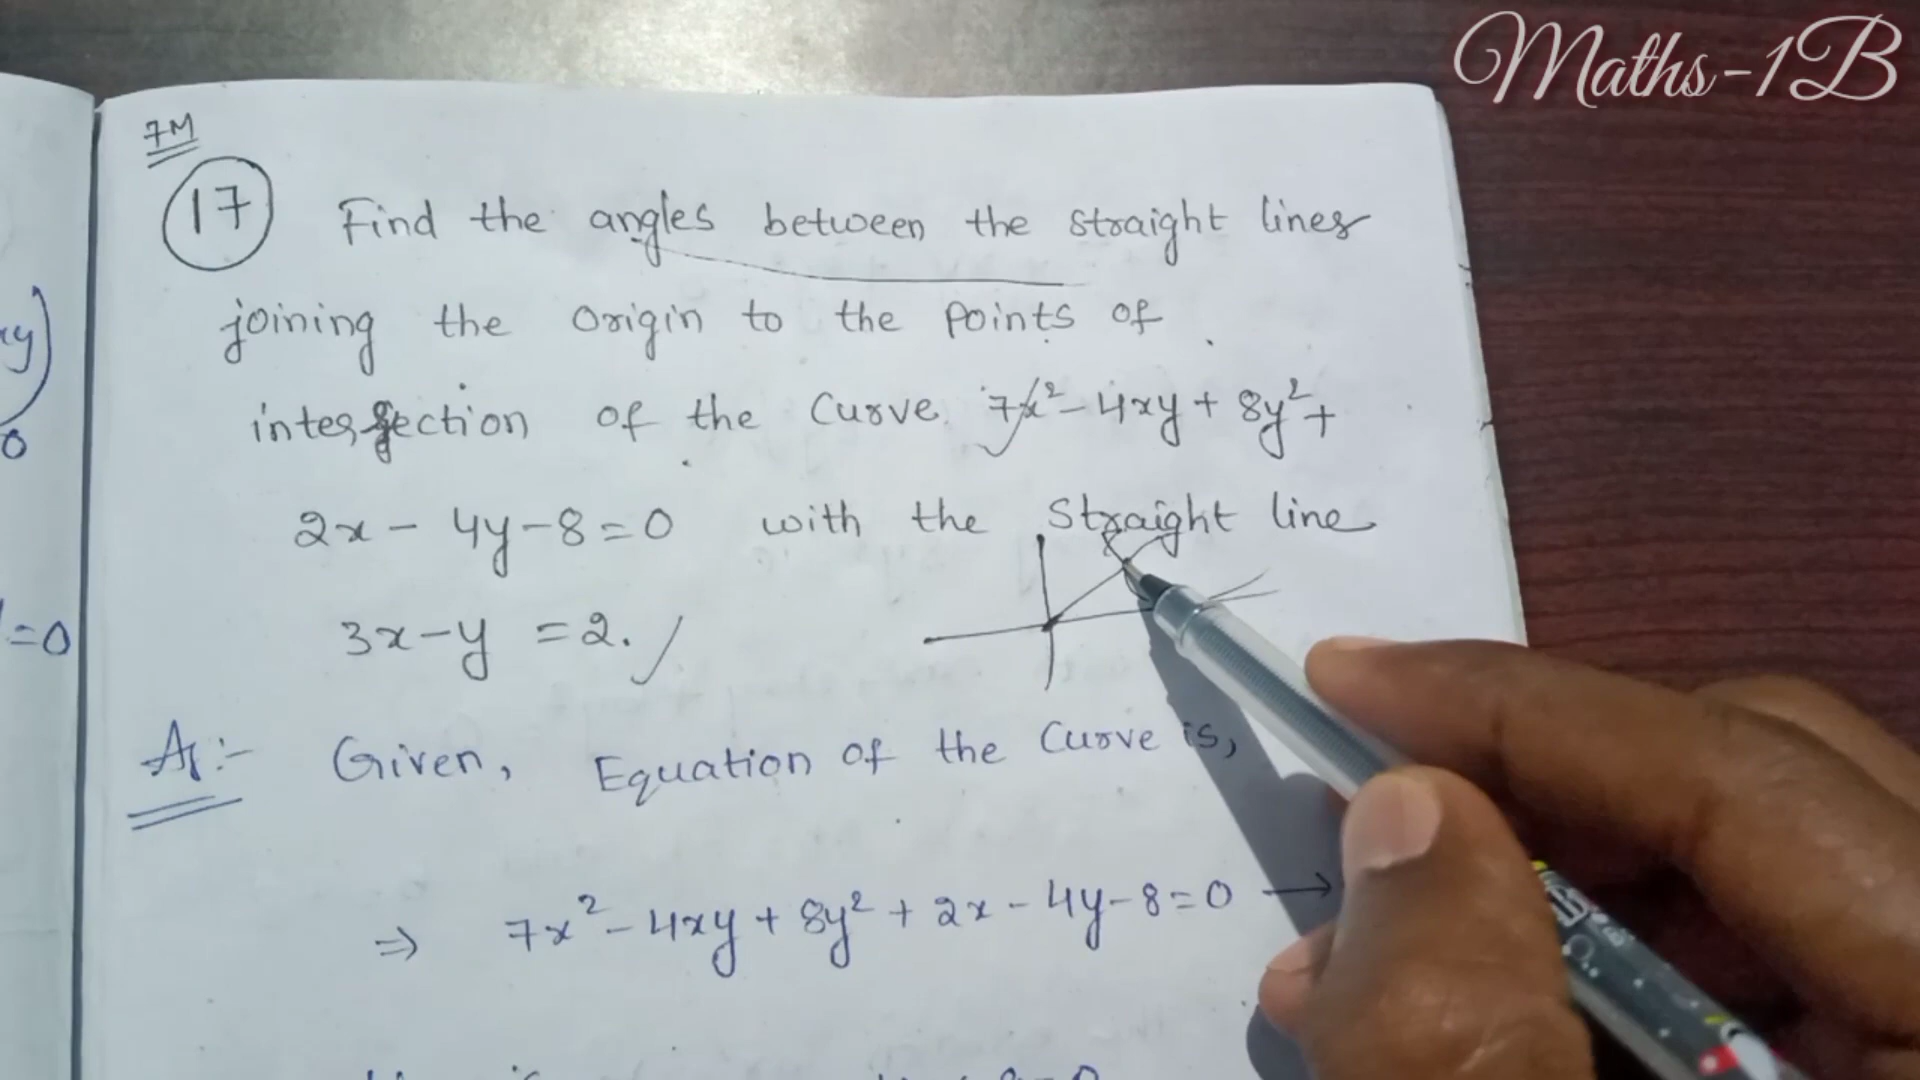 Maths-1B
7M
17 Find the angles between the straight lines
joining the origin to the points of
intersection of the curve 7x² - 4xy + 8y² +
2x - 4y - 8 = 0 with the straight line
3x - y = 2.
A:- Given, Equation of the curve is,
⇒ 7x² - 4xy + 8y² + 2x - 4y - 8 = 0 →
=0